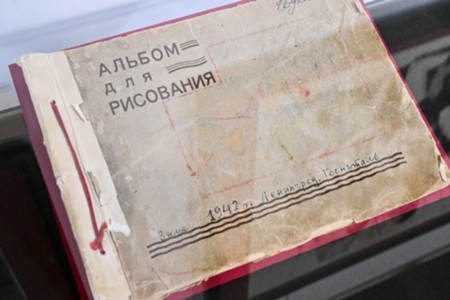 АЛЬБОМ
ДЛЯ
РИСОВАНИЯ
Зима 1942 г. Ленинград. Госпиталь